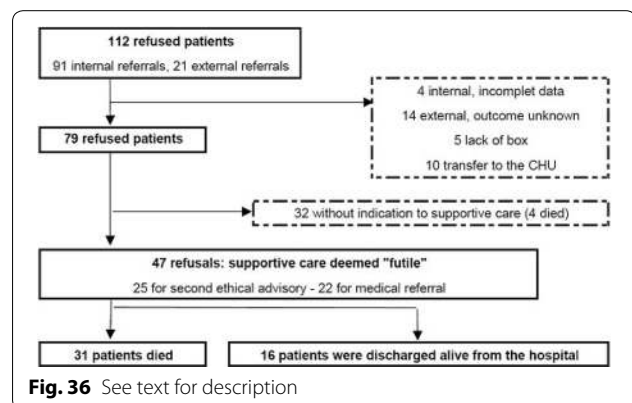 112 refused patients
91 internal referrals, 21 external referrals
4 internal, incomplet data
14 external, outcome unknown
5 lack of box
10 transfer to the CHU
79 refused patients
32 without indication to supportive care (4 died)
47 refusals: supportive care deemed "futile"
25 for second ethical advisory - 22 for medical referral
31 patients died
16 patients were discharged alive from the hospital
Fig. 36 See text for description